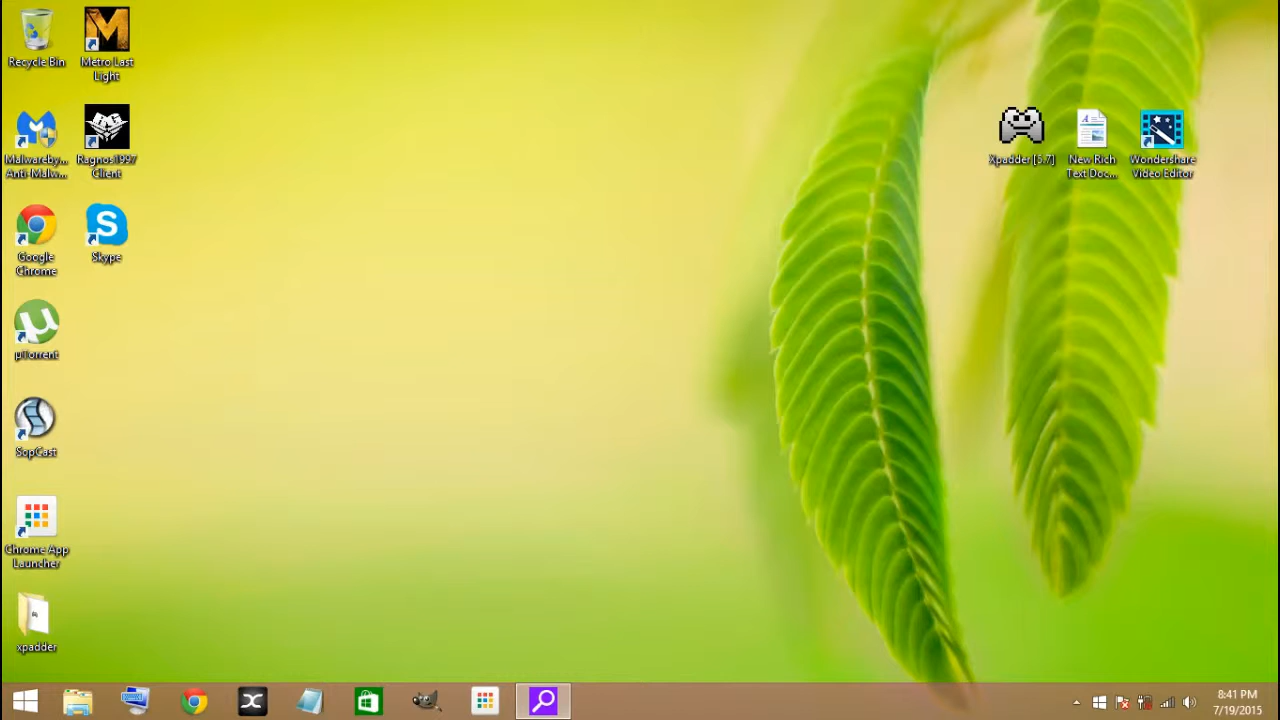 Recycle Bin
Metro Last
Light
Malwareby...
Anti-Malw...
Ragnos1997
Client
Google
Chrome
Skype
µTorrent
SopCast
Chrome App
Launcher
xpadder
Xpadder [5.7]
New Rich
Text Doc...
Wondershare
Video Editor
8:41 PM
7/19/2015